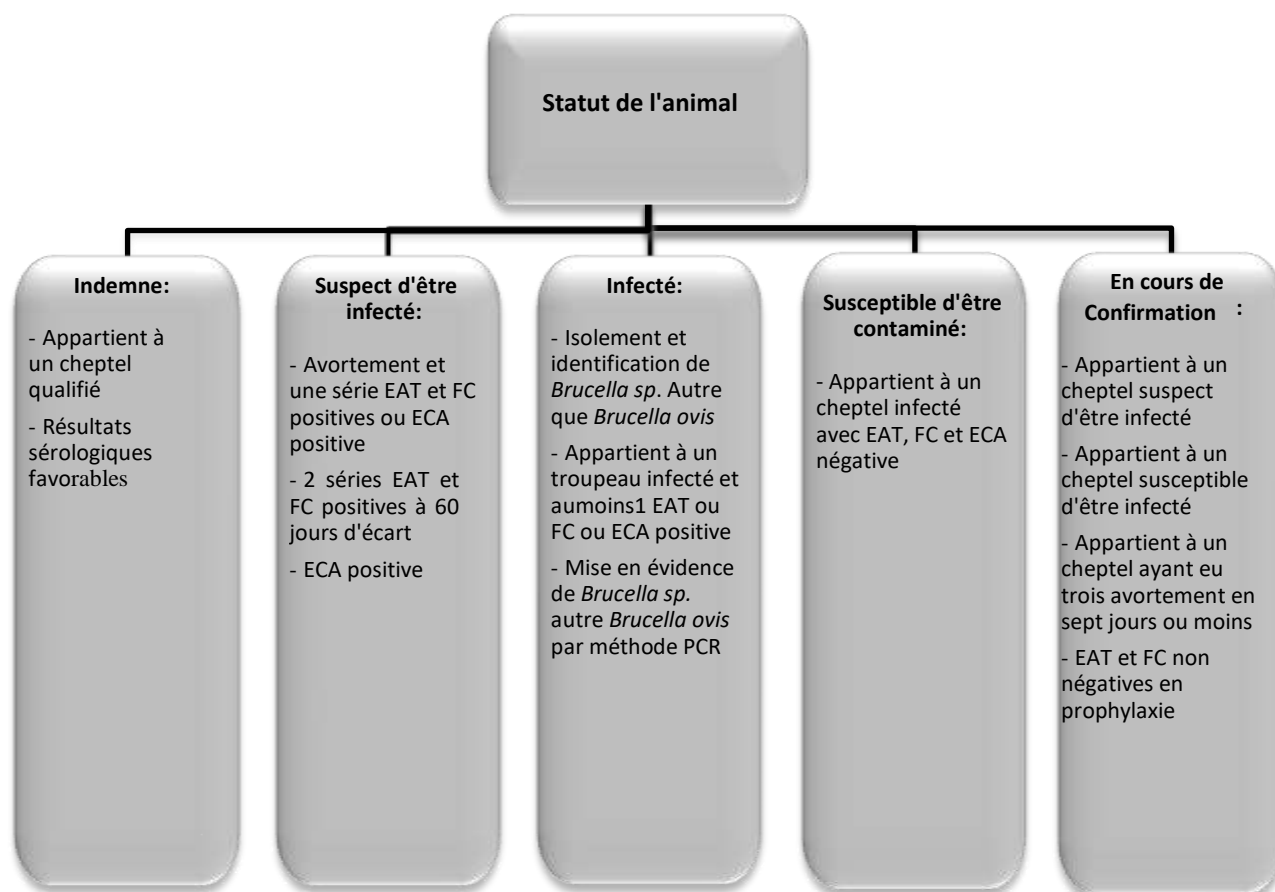 Statut de l'animal
Indemne:
- Appartient à
un cheptel
qualifié
- Résultats
sérologiques
favorables
Suspect d'être
infecté:
- Avortement et
une série EAT et FC
positives ou ECA
positive
- 2 séries EAT et
FC positives à 60
jours d'écart
- ECA positive
Infecté:
- Isolement et
identification de
Brucella sp. Autre
que Brucella ovis
- Appartient à un
troupeau infecté et
aumoins1 EAT ou
FC ou ECA positive
- Mise en évidence
de Brucella sp.
autre Brucella ovis
par méthode PCR
Susceptible d'être
contaminé:
- Appartient à un
cheptel infecté
avec EAT, FC et ECA
négative
En cours de
Confirmation :
- Appartient à un
cheptel suspect
d'être infecté
- Appartient à un
cheptel susceptible
d'être infecté
- Appartient à un
cheptel ayant eu
trois avortement en
sept jours ou moins
- EAT et FC non
négatives en
prophylaxie